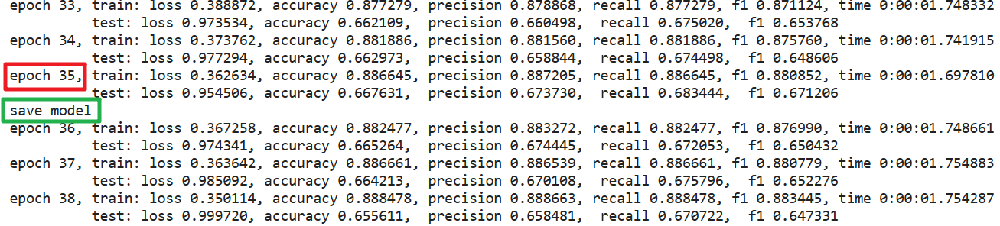 epoch 33, train: loss 0.388872, accuracy 0.877279, precision 0.878868, recall 0.877279, f1 0.871124, time 0:00:01.748332
test: loss 0.973534, accuracy 0.662109, precision 0.660498, recall 0.675020, f1 0.653768
epoch 34, train: loss 0.373762, accuracy 0.881886, precision 0.881560, recall 0.881886, f1 0.875760, time 0:00:01.741915
test: loss 0.977294, accuracy 0.662973, precision 0.658844, recall 0.674498, f1 0.648606
epoch 35, train: loss 0.362634, accuracy 0.886645, precision 0.887205, recall 0.886645, f1 0.880852, time 0:00:01.697810
test: loss 0.954506, accuracy 0.667631, precision 0.673730, recall 0.683444, f1 0.671206
save model
epoch 36, train: loss 0.367258, accuracy 0.882477, precision 0.883272, recall 0.882477, f1 0.876990, time 0:00:01.748661
test: loss 0.974341, accuracy 0.665264, precision 0.674445, recall 0.672053, f1 0.650432
epoch 37, train: loss 0.363642, accuracy 0.886661, precision 0.886539, recall 0.886661, f1 0.880779, time 0:00:01.754883
test: loss 0.985092, accuracy 0.664213, precision 0.670108, recall 0.675796, f1 0.652276
epoch 38, train: loss 0.350114, accuracy 0.888478, precision 0.888663, recall 0.888478, f1 0.883445, time 0:00:01.754287
test: loss 0.999720, accuracy 0.655611, precision 0.658481, recall 0.670722, f1 0.647331